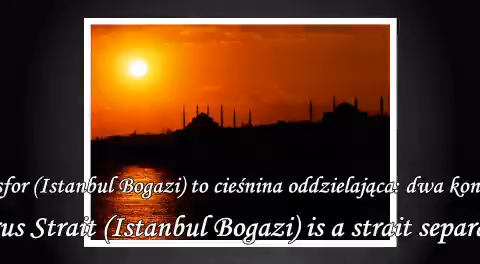 sfor (Istanbul Bogazi) to cieśnina oddzielająca: dwa kon
rus Strait (Istanbul Bogazi) is a strait separa